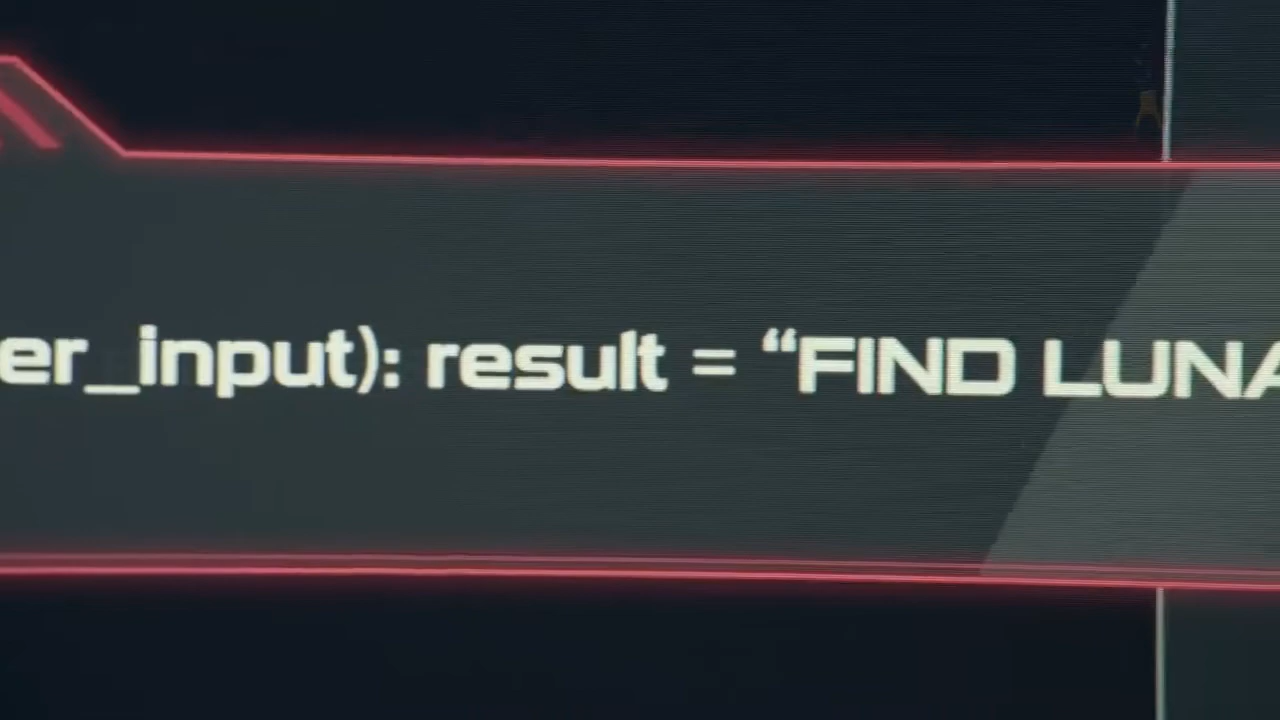 er_input): result = “FIND LUNA